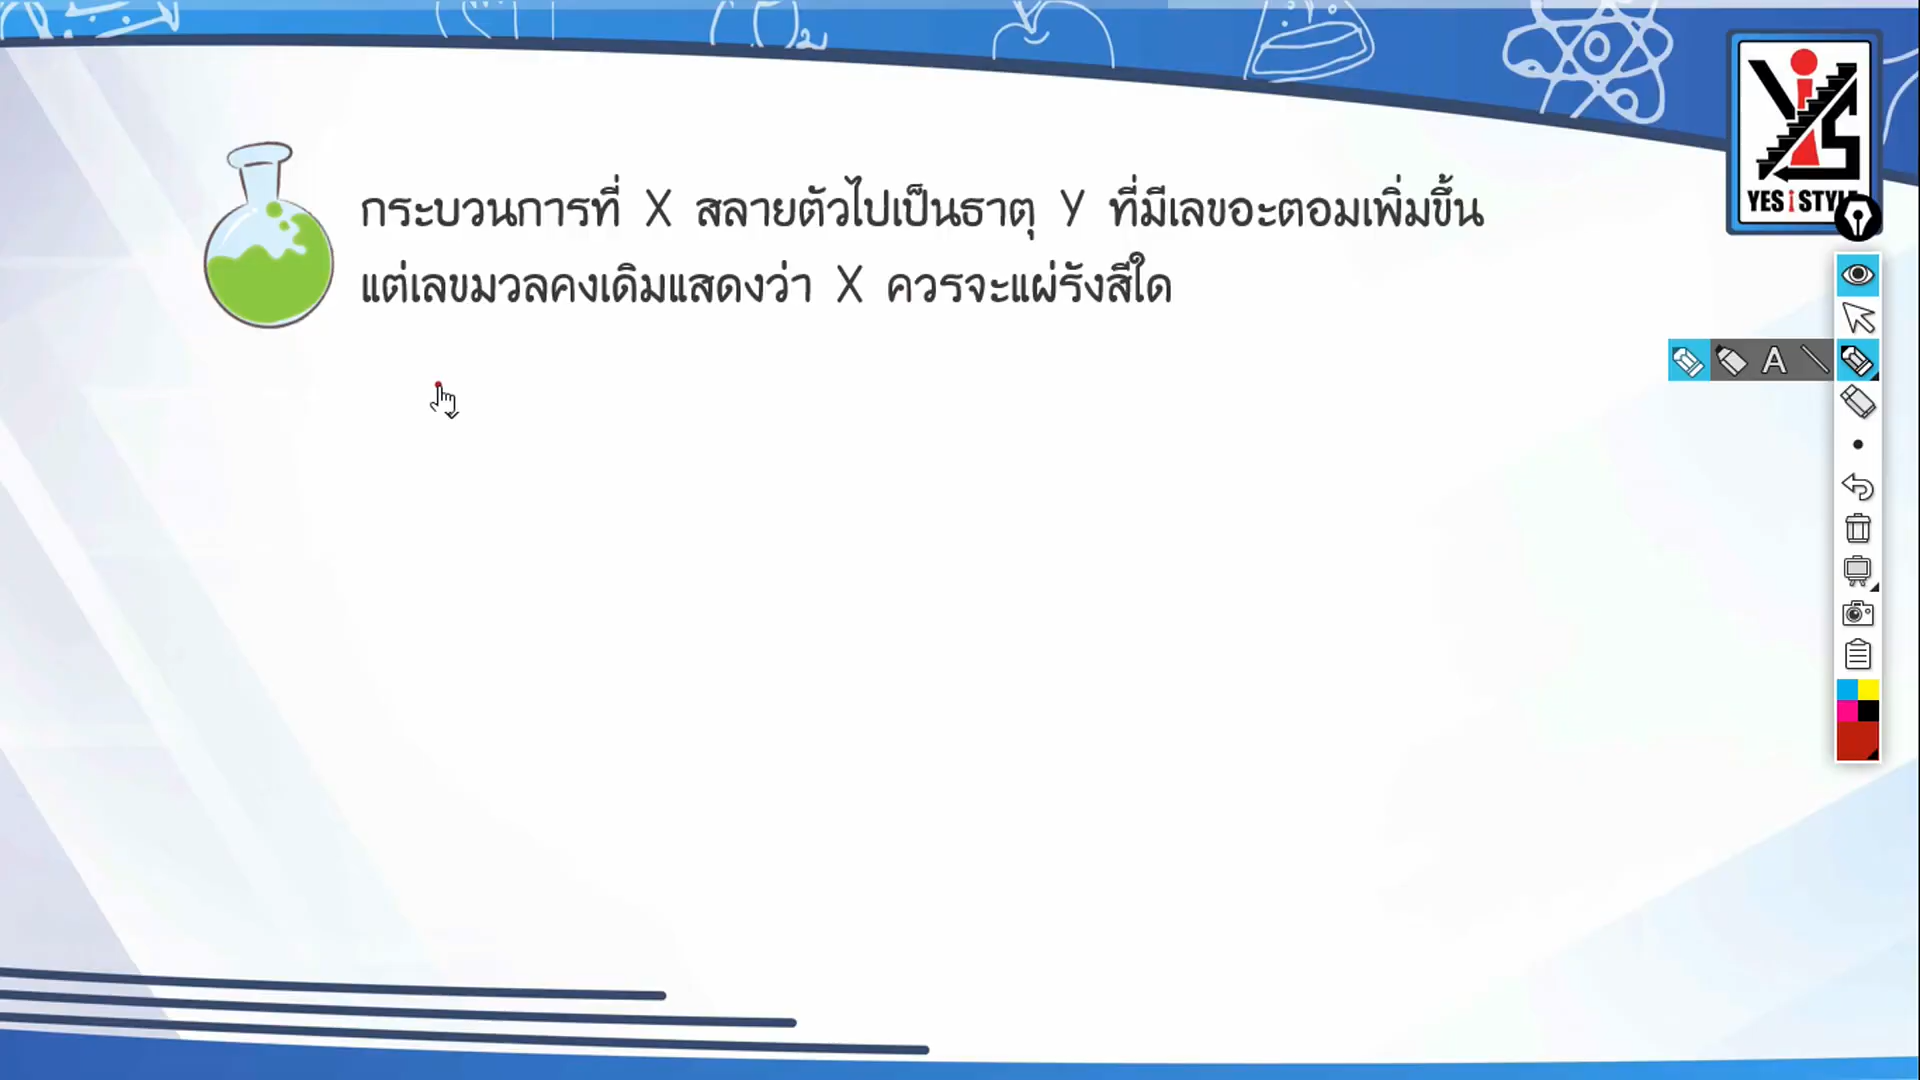 กระบวนการที่ X สลายตัวไปเป็นธาตุ Y ที่มีเลขอะตอมเพิ่มขึ้น
แต่เลขมวลคงเดิมแสดงว่า X ควรจะแผ่รังสีใด
YiS
YES i STYLE
A